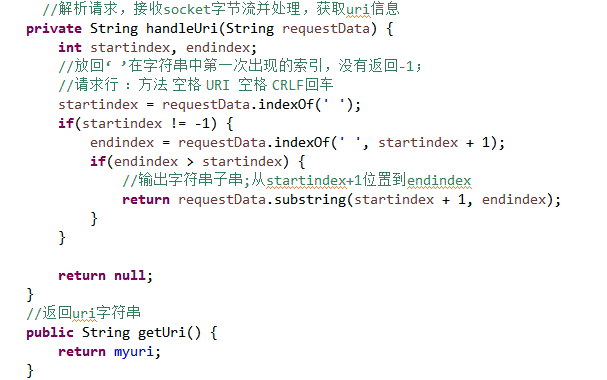 //解析请求，接收socket字节流并处理，获取uri信息
private String handleUri(String requestData) {
int startindex, endindex;
//放回‘ ’在字符串中第一次出现的索引，没有返回-1；
//请求行 ：方法 空格 URI 空格 CRLF回车
startindex = requestData.indexOf(' ');
if(startindex != -1) {
endindex = requestData.indexOf(' ', startindex + 1);
if(endindex > startindex) {
//输出字符串子串;从startindex+1位置到endindex
return requestData.substring(startindex + 1, endindex);
}
}
return null;
}
//返回uri字符串
public String getUri() {
return myuri;
}